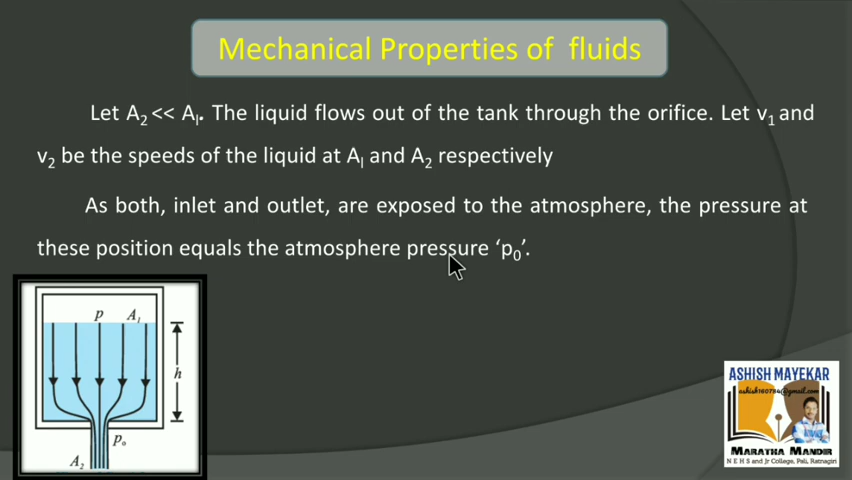 Mechanical Properties of fluids
Let A₂ << Aₗ. The liquid flows out of the tank through the orifice. Let v₁ and
v₂ be the speeds of the liquid at Aₗ and A₂ respectively
As both, inlet and outlet, are exposed to the atmosphere, the pressure at
these position equals the atmosphere pressure ‘p₀’.
p A₁
h
pₒ
A₂
ASHISH MAYEKAR
ashish160786@gmail.com
MARATHA MANDIR
N E H S and Jr College, Pali, Ratnagiri